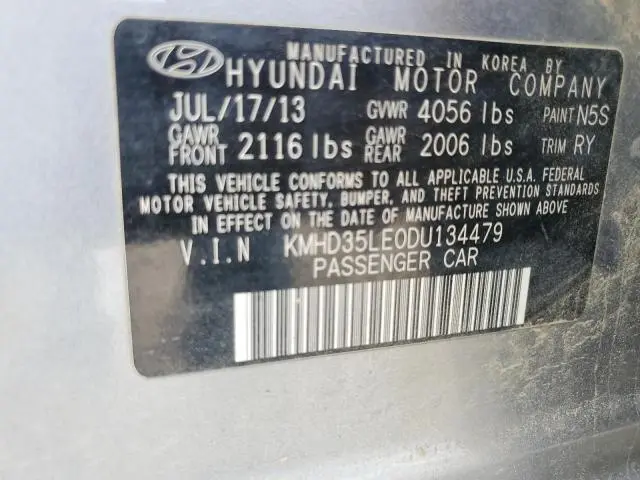 MANUFACTURED IN KOREA BY
HYUNDAI MOTOR COMPANY
JUL/17/13 GVWR 4056 lbs PAINT N5S
GAWR FRONT 2116 lbs GAWR REAR 2006 lbs TRIM RY
THIS VEHICLE CONFORMS TO ALL APPLICABLE U.S.A. FEDERAL
MOTOR VEHICLE SAFETY, BUMPER, AND THEFT PREVENTION STANDARDS
IN EFFECT ON THE DATE OF MANUFACTURE SHOWN ABOVE
V.I.N KMHD35LE0DU134479
PASSENGER CAR